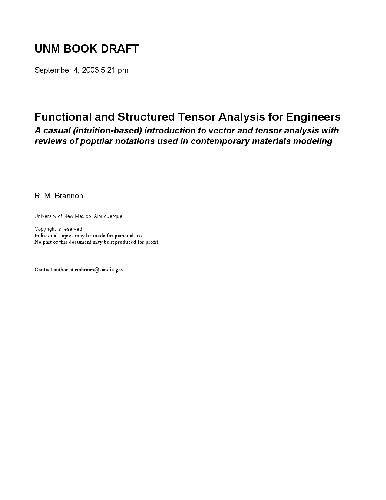 UNM BOOK DRAFT
September 4, 2003 5:21 pm
Functional and Structured Tensor Analysis for Engineers
A casual (intuition-based) introduction to vector and tensor analysis with
reviews of popular notations used in contemporary materials modeling
R. M. Brannon
University of New Mexico, Albuquerque
Copyright is reserved
Individual copies may be made for personal use.
No part of this document may be reproduced for profit.
Contact author at